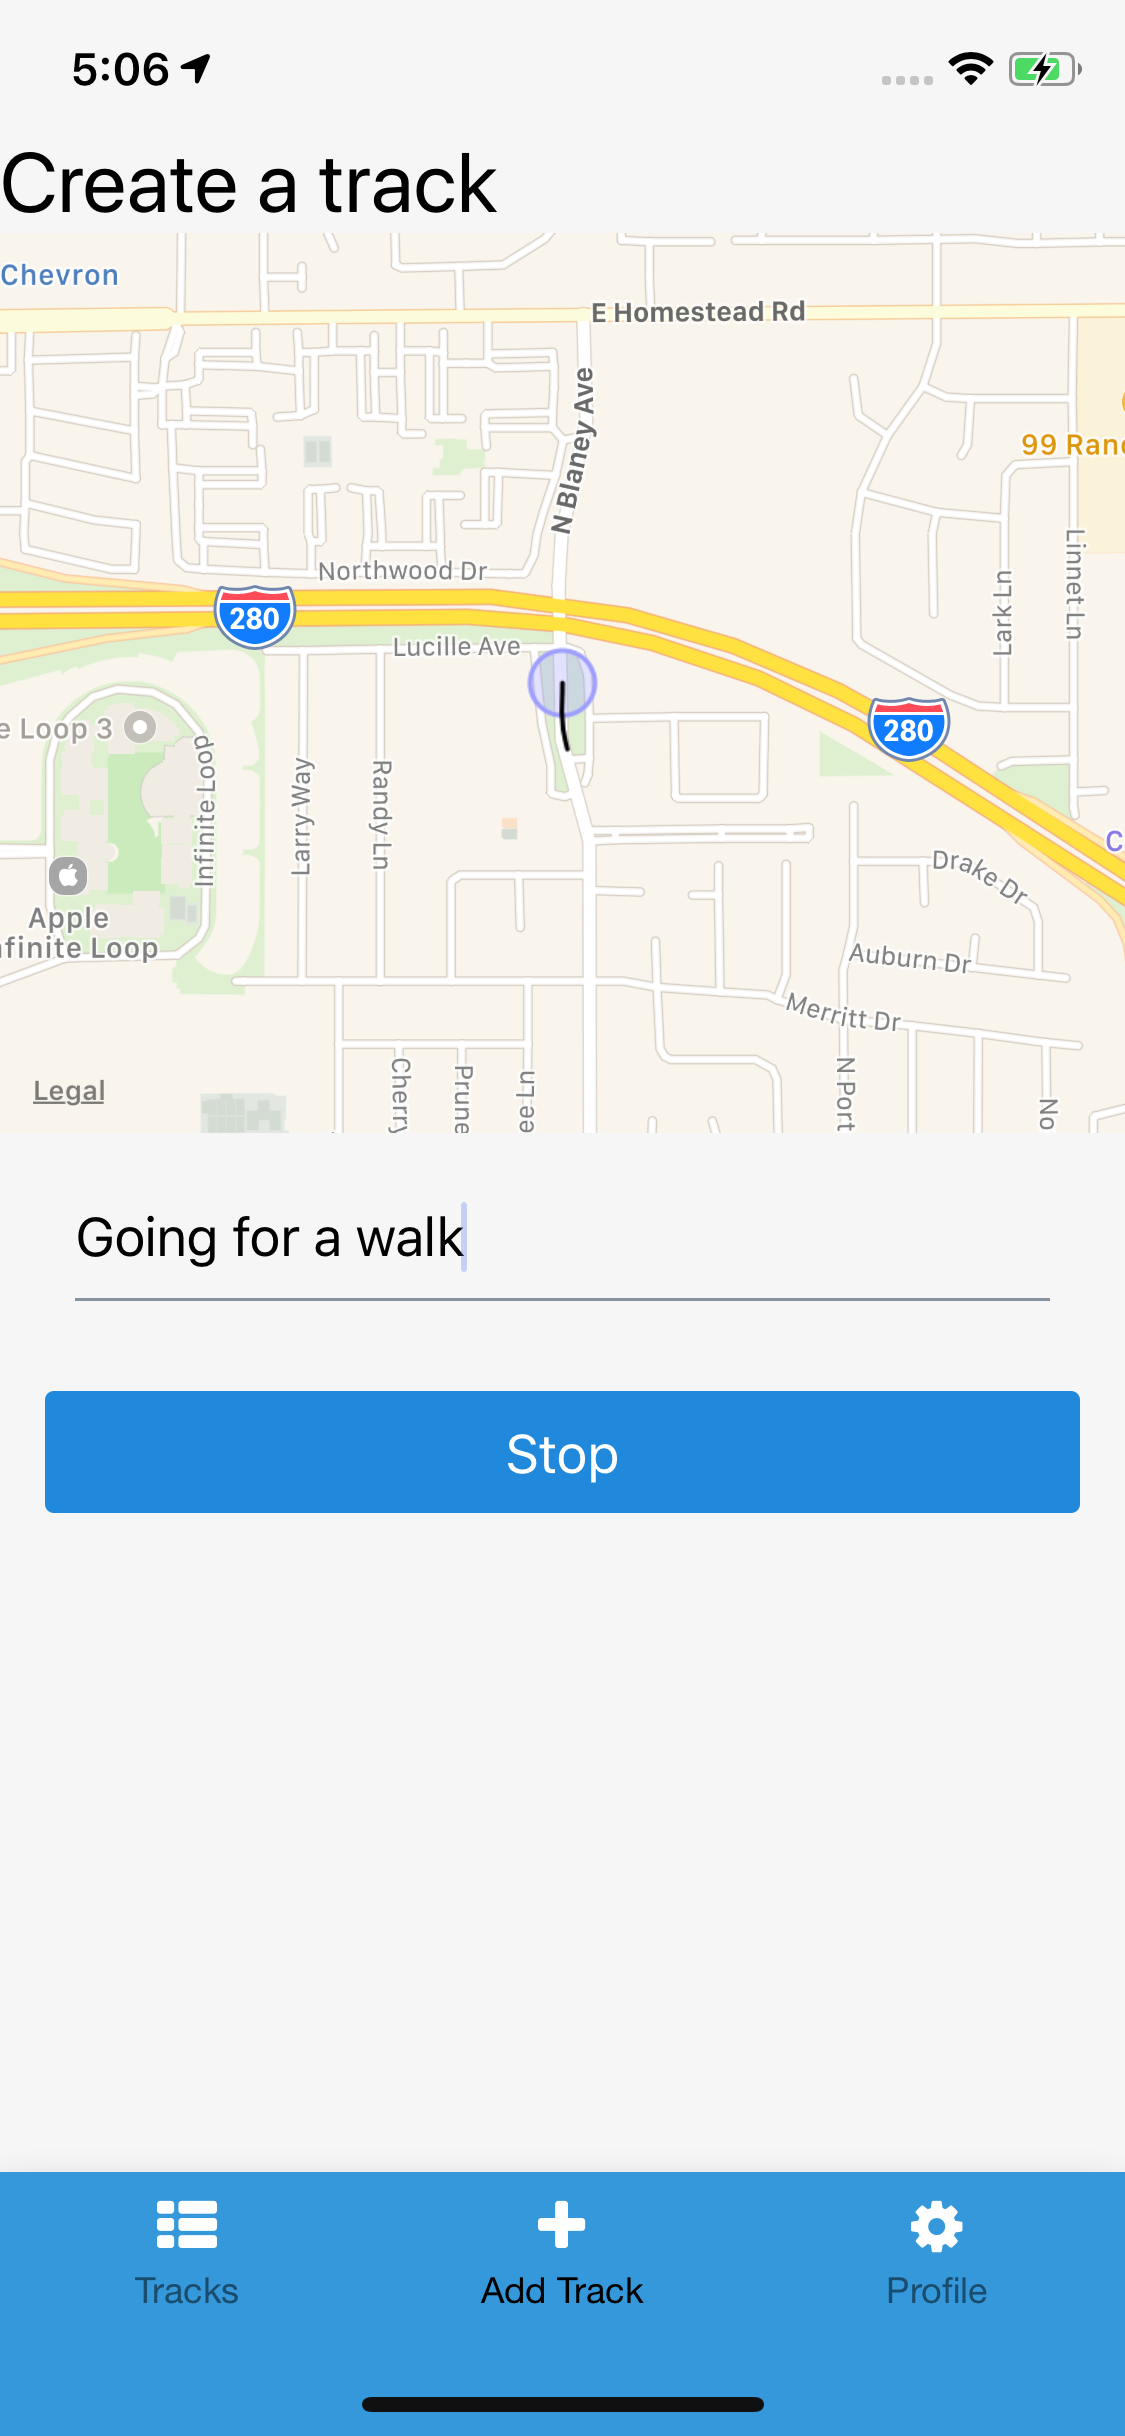 5:06
Create a track
Chevron
E Homestead Rd
N Blaney Ave
99 Ran
Northwood Dr
280
Lucille Ave
Linnet Ln
Lark Ln
e Loop 3
280
Infinite Loop
Larry Way
Randy Ln
C
Drake Dr
Apple
nfinite Loop
Auburn Dr
Merritt Dr
Legal
Cherry
Prune
ee Ln
N Port
No
Going for a walk
Stop
Tracks
Add Track
Profile